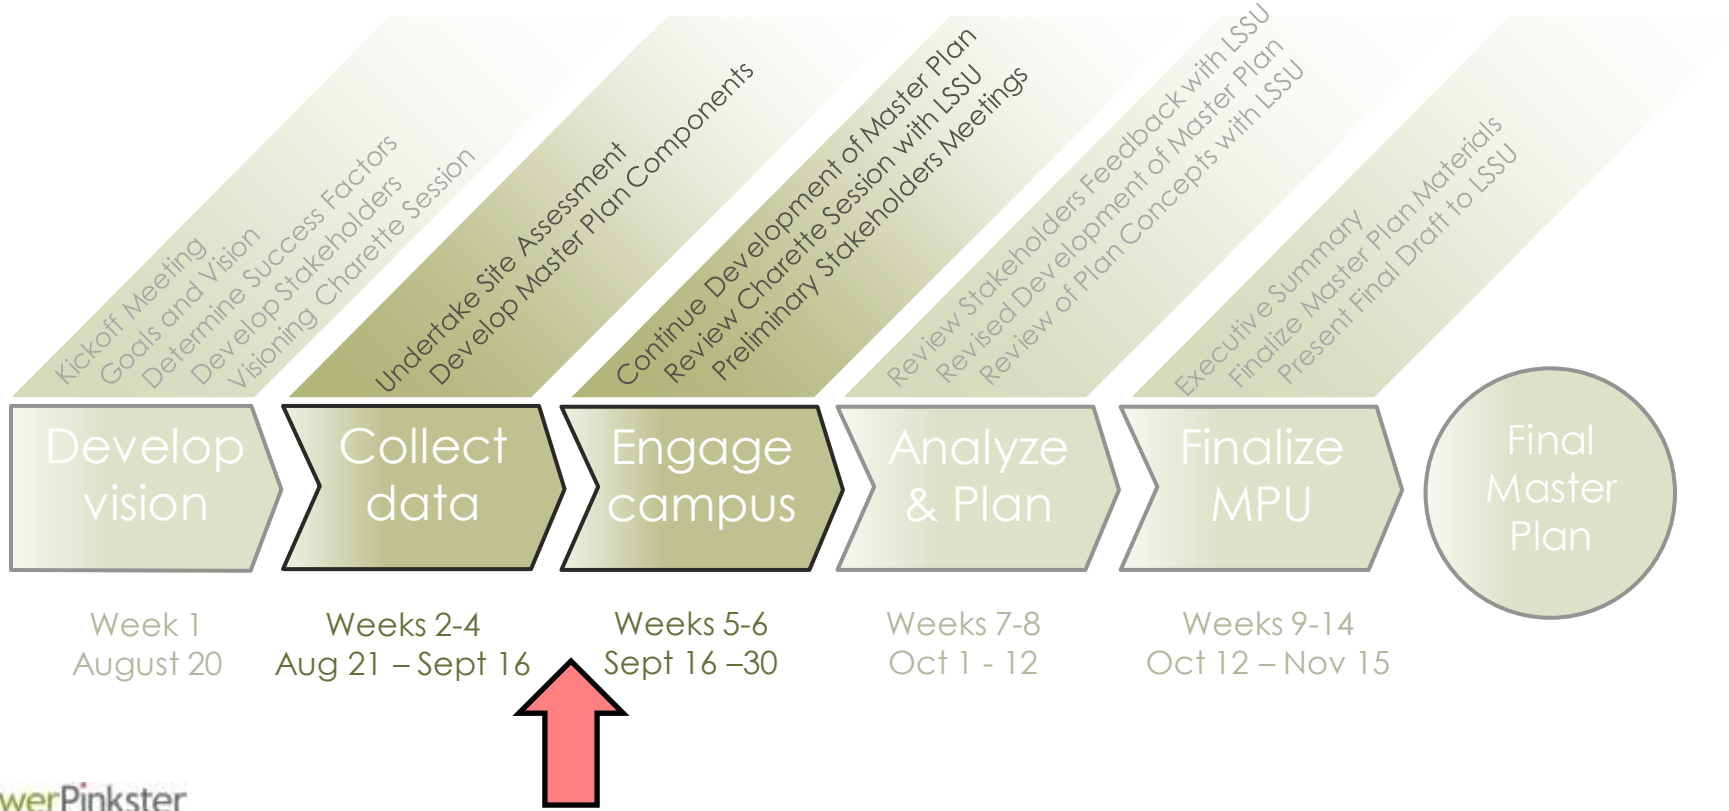 Kickoff Meeting
Goals and Vision
Determine Success Factors
Develop Stakeholders
Visioning Charette Session
Undertake Site Assessment
Develop Master Plan Components
Continue Development of Master Plan
Review Charette Session with LSSU
Preliminary Stakeholders Meetings
Review Stakeholders Feedback with LSSU
Revised Development of Master Plan
Review of Plan Concepts with LSSU
Executive Summary
Finalize Master Plan Materials
Present Final Draft to LSSU
Develop
vision
Collect
data
Engage
campus
Analyze
& Plan
Finalize
MPU
Final
Master
Plan
Week 1
August 20
Weeks 2-4
Aug 21 – Sept 16
Weeks 5-6
Sept 16 –30
Weeks 7-8
Oct 1 - 12
Weeks 9-14
Oct 12 – Nov 15
werPinkster